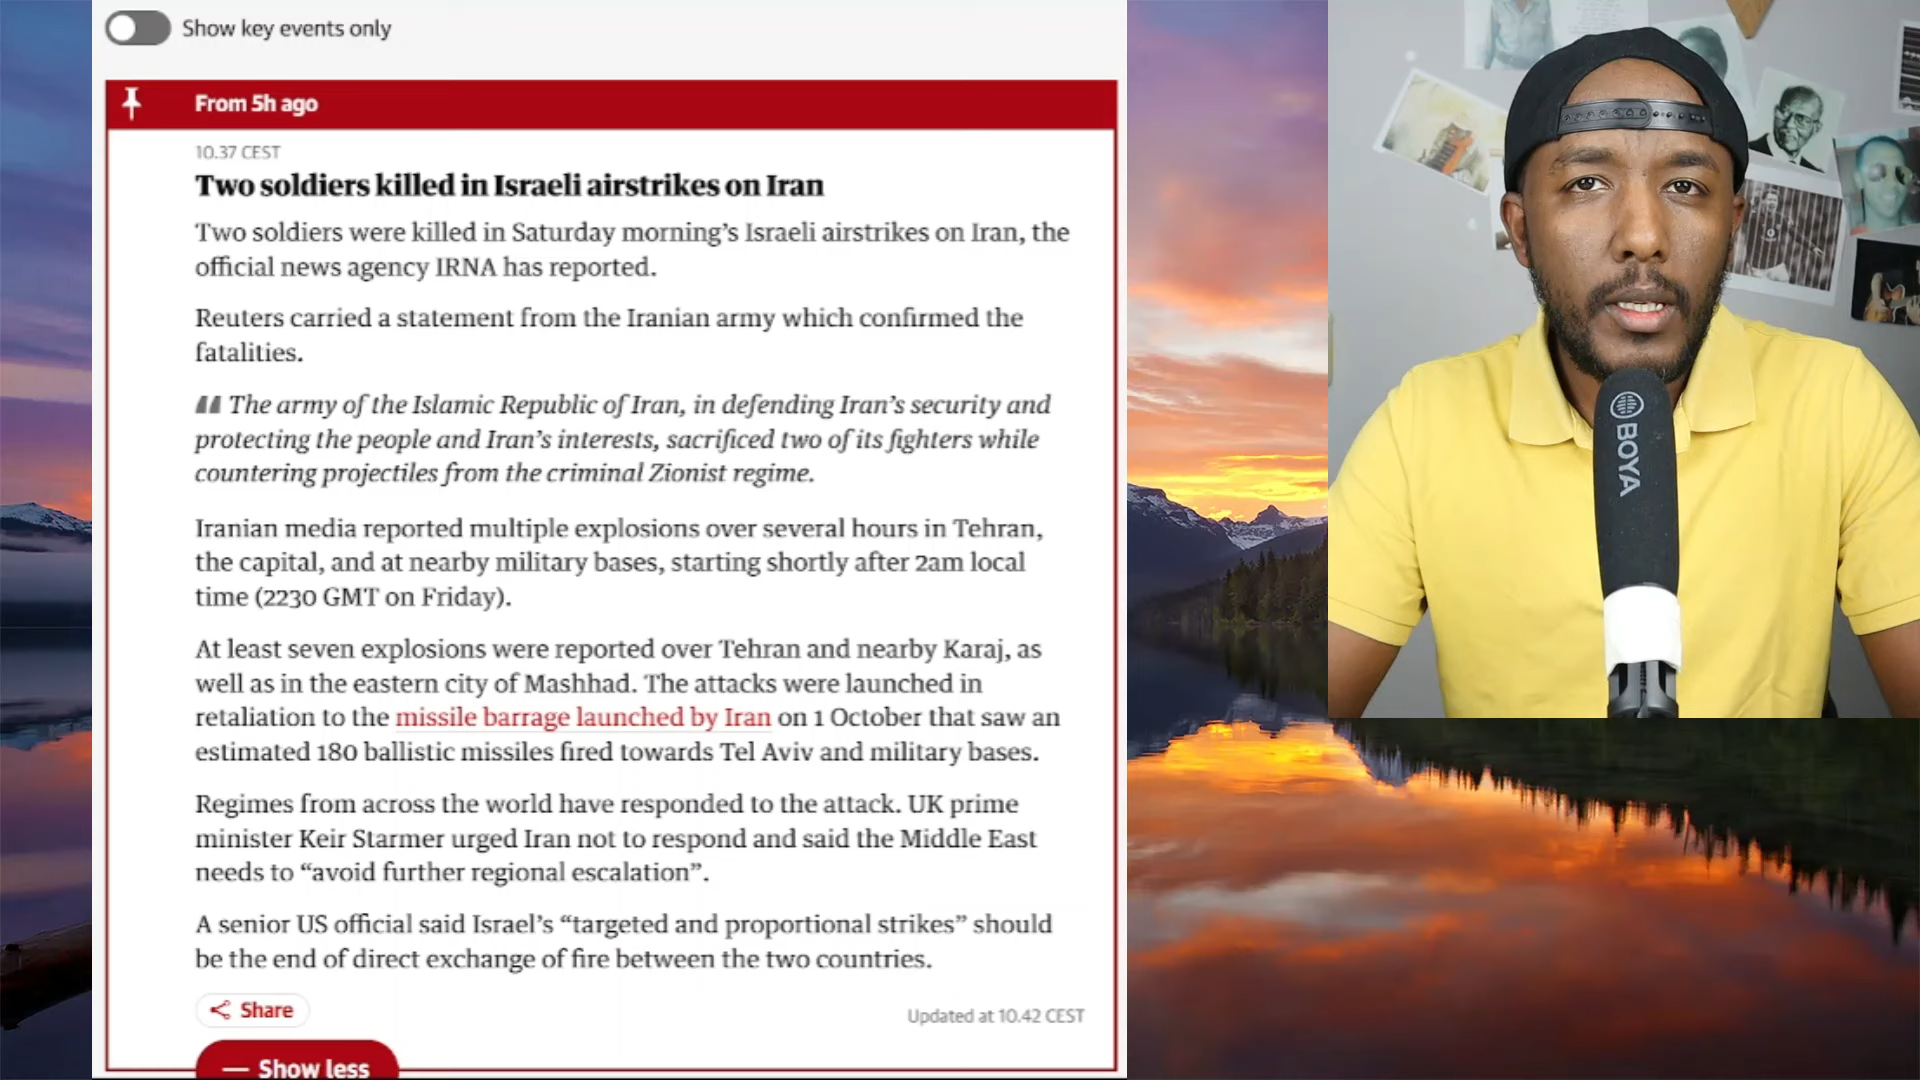 Show key events only
From 5h ago
10.37 CEST
Two soldiers killed in Israeli airstrikes on Iran
Two soldiers were killed in Saturday morning’s Israeli airstrikes on Iran, the
official news agency IRNA has reported.
Reuters carried a statement from the Iranian army which confirmed the
fatalities.
“ The army of the Islamic Republic of Iran, in defending Iran’s security and
protecting the people and Iran’s interests, sacrificed two of its fighters while
countering projectiles from the criminal Zionist regime.
Iranian media reported multiple explosions over several hours in Tehran,
the capital, and at nearby military bases, starting shortly after 2am local
time (2230 GMT on Friday).
At least seven explosions were reported over Tehran and nearby Karaj, as
well as in the eastern city of Mashhad. The attacks were launched in
retaliation to the missile barrage launched by Iran on 1 October that saw an
estimated 180 ballistic missiles fired towards Tel Aviv and military bases.
Regimes from across the world have responded to the attack. UK prime
minister Keir Starmer urged Iran not to respond and said the Middle East
needs to “avoid further regional escalation”.
A senior US official said Israel’s “targeted and proportional strikes” should
be the end of direct exchange of fire between the two countries.
Share
Updated at 10.42 CEST
— Show less
BOYA